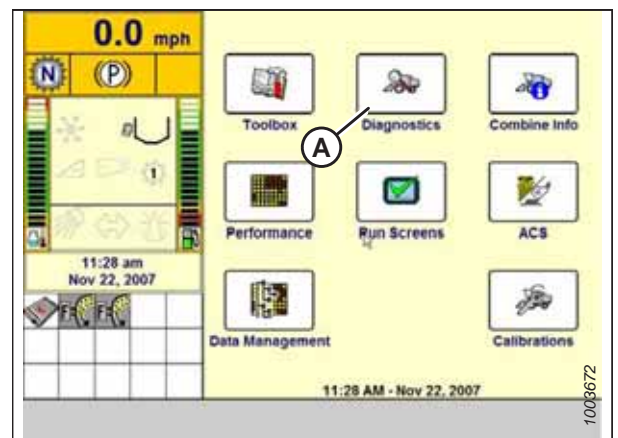 0.0 mph
N
(P)
D
1
11:28 am
Nov 22, 2007
F
F
Toolbox
Diagnostics
Combine Info
A
Performance
Run Screens
ACS
Data Management
Calibrations
11:28 AM - Nov 22, 2007
1003672